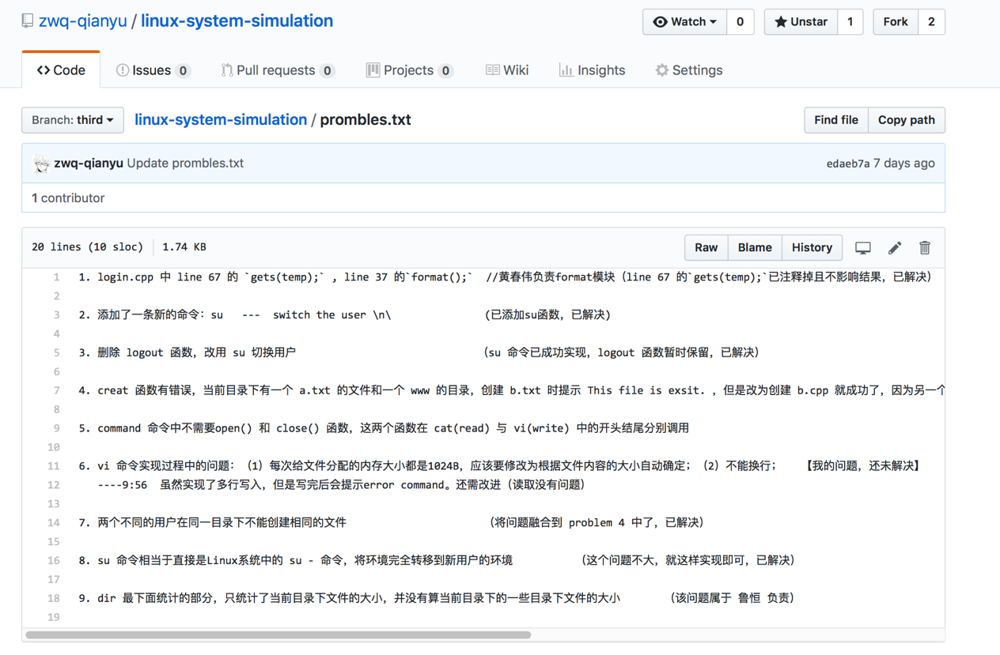 zwq-qianyu / linux-system-simulation
Watch 0 Unstar 1 Fork 2
Code Issues 0 Pull requests 0 Projects 0 Wiki Insights Settings
Branch: third linux-system-simulation / prombles.txt Find file Copy path
zwq-qianyu Update prombles.txt edaeb7a 7 days ago
1 contributor
20 lines (10 sloc) 1.74 KB Raw Blame History
1 1. login.cpp 中 line 67 的 `gets(temp);` , line 37 的`format();` //黄春伟负责format模块（line 67 的`gets(temp);`已注释掉且不影响结果，已解决）
2
3 2. 添加了一条新的命令：su --- switch the user \n\ (已添加su函数，已解决)
4
5 3. 删除 logout 函数，改用 su 切换用户 （su 命令已成功实现，logout 函数暂时保留，已解决）
6
7 4. creat 函数有错误，当前目录下有一个 a.txt 的文件和一个 www 的目录，创建 b.txt 时提示 This file is exsit. ，但是改为创建 b.cpp 就成功了，因为另一个
8
9 5. command 命令中不需要open() 和 close() 函数，这两个函数在 cat(read) 与 vi(write) 中的开头结尾分别调用
10
11 6. vi 命令实现过程中的问题：（1）每次给文件分配的内存大小都是1024B，应该要修改为根据文件内容的大小自动确定；（2）不能换行； 【我的问题，还未解决】
12 ----9:56 虽然实现了多行写入，但是写完后会提示error command。还需改进（读取没有问题）
13
14 7. 两个不同的用户在同一目录下不能创建相同的文件 （将问题融合到 problem 4 中了，已解决）
15
16 8. su 命令相当于直接是Linux系统中的 su - 命令，将环境完全转移到新用户的环境 （这个问题不大，就这样实现即可，已解决）
17
18 9. dir 最下面统计的部分，只统计了当前目录下文件的大小，并没有算当前目录下的一些目录下文件的大小 （该问题属于 鲁恒 负责）
19